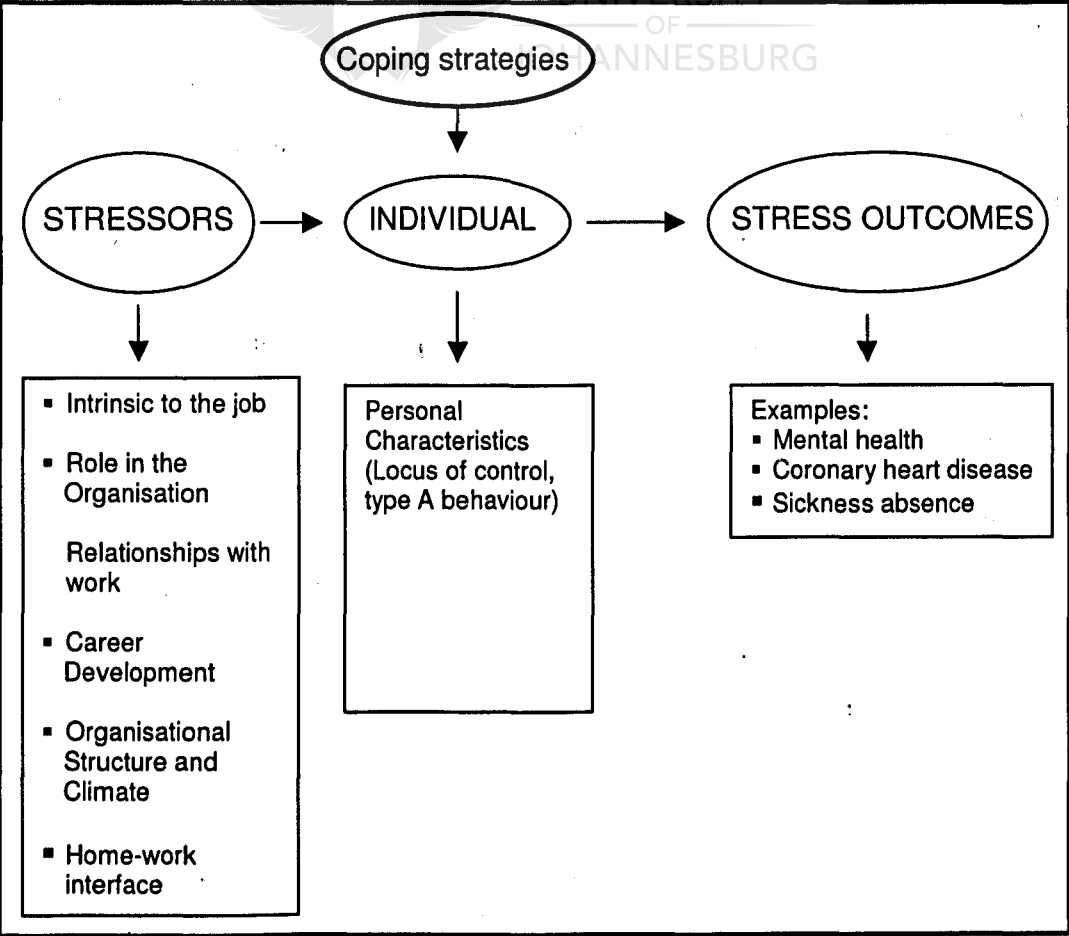 OF
JOHANNESBURG
Coping strategies
STRESSORS
INDIVIDUAL
STRESS OUTCOMES
▪ Intrinsic to the job
▪ Role in the
Organisation
Relationships with
work
▪ Career
Development
▪ Organisational
Structure and
Climate
▪ Home-work
interface
Personal
Characteristics
(Locus of control,
type A behaviour)
Examples:
▪ Mental health
▪ Coronary heart disease
▪ Sickness absence